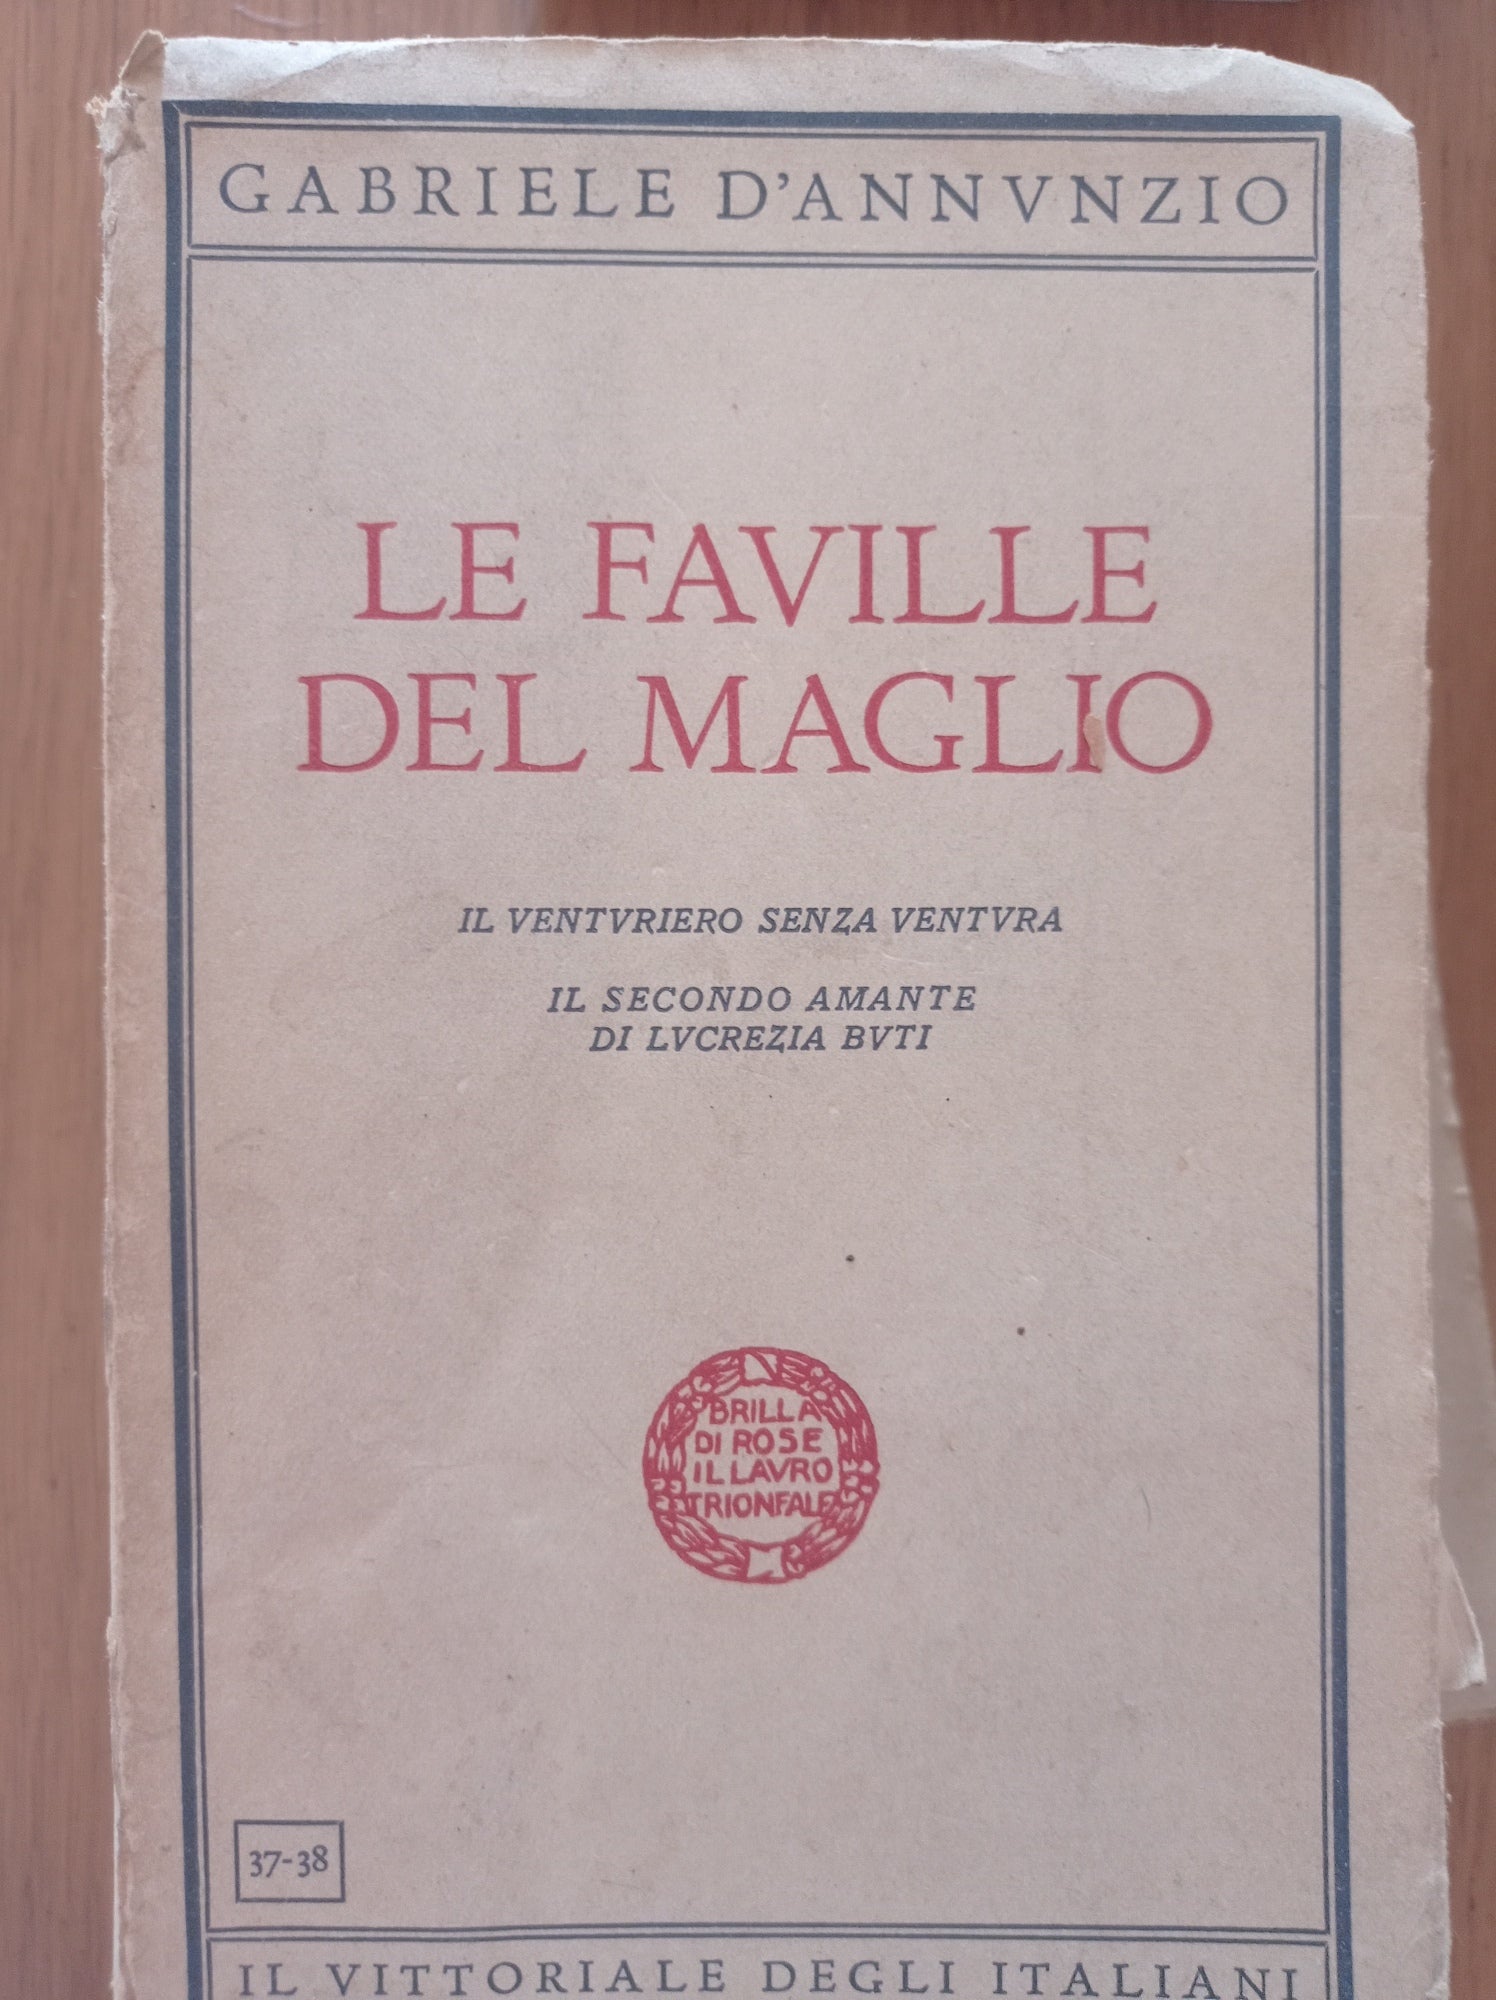 GABRIELE D'ANNVNZIO
LE FAVILLE
DEL MAGLIO
IL VENTVRIERO SENZA VENTVRA
IL SECONDO AMANTE
DI LVCREZIA BVTI
BRILLA
DI ROSE
IL LAVRO
TRIONFALE
37-38
IL VITTORIALE DEGLI ITALIANI